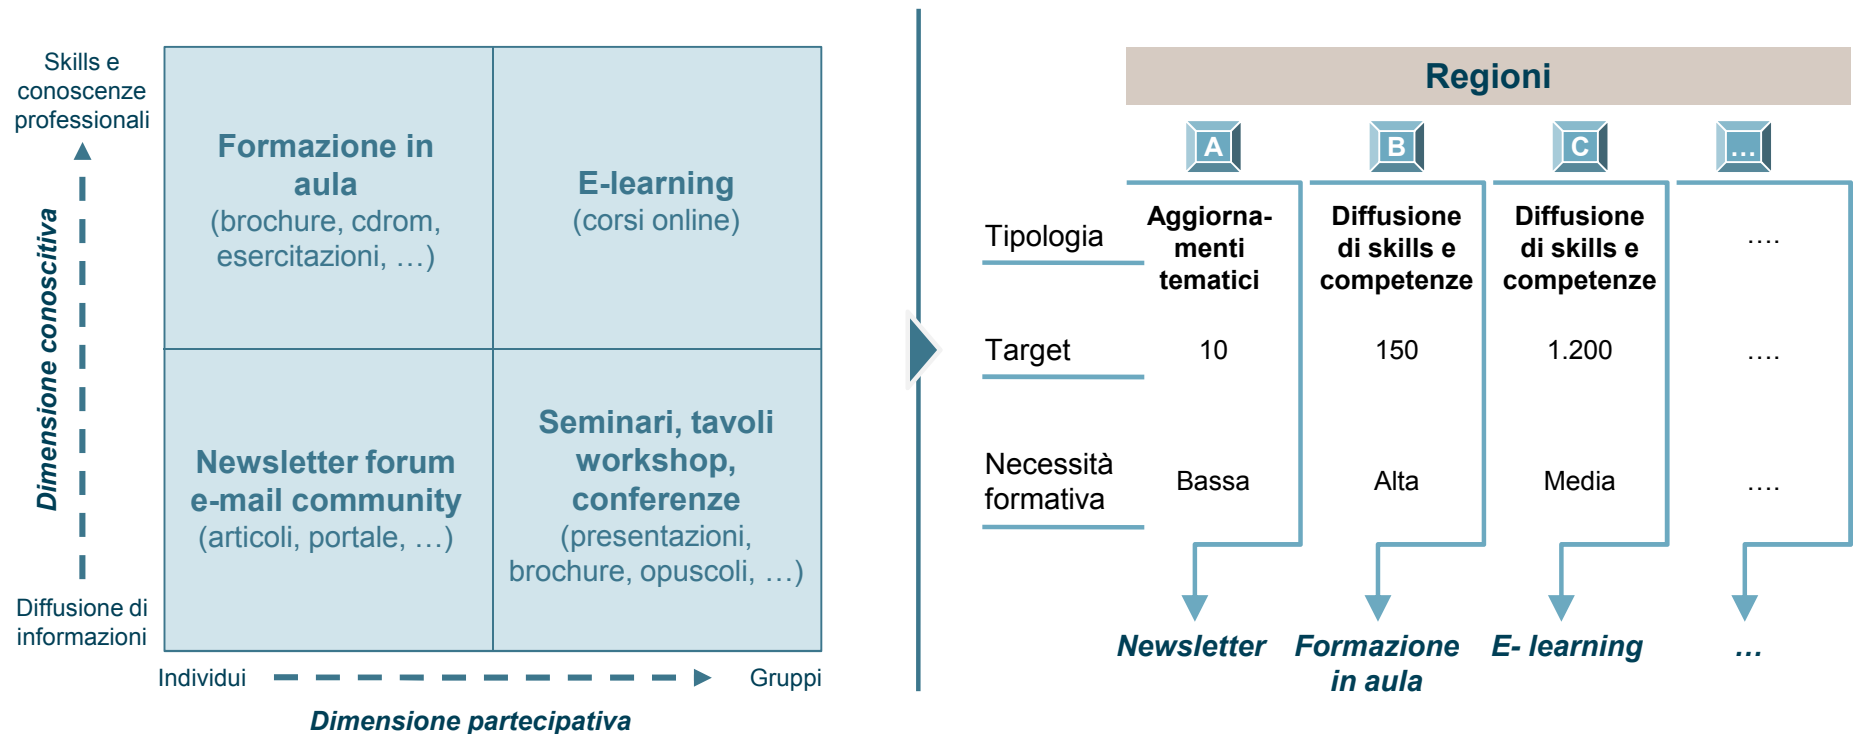 Skills e
conoscenze
professionali
Dimensione conoscitiva
Diffusione di
informazioni
Formazione in
aula
(brochure, cdrom,
esercitazioni, …)
E-learning
(corsi online)
Newsletter forum
e-mail community
(articoli, portale, …)
Seminari, tavoli
workshop,
conferenze
(presentazioni,
brochure, opuscoli, …)
Individui
Gruppi
Dimensione partecipativa
Regioni
A B C …
Tipologia
Aggiorna-
menti
tematici
Diffusione
di skills e
competenze
Diffusione
di skills e
competenze
….
Target 10 150 1.200 ….
Necessità
formativa
Bassa Alta Media ….
Newsletter
Formazione
in aula
E- learning
…